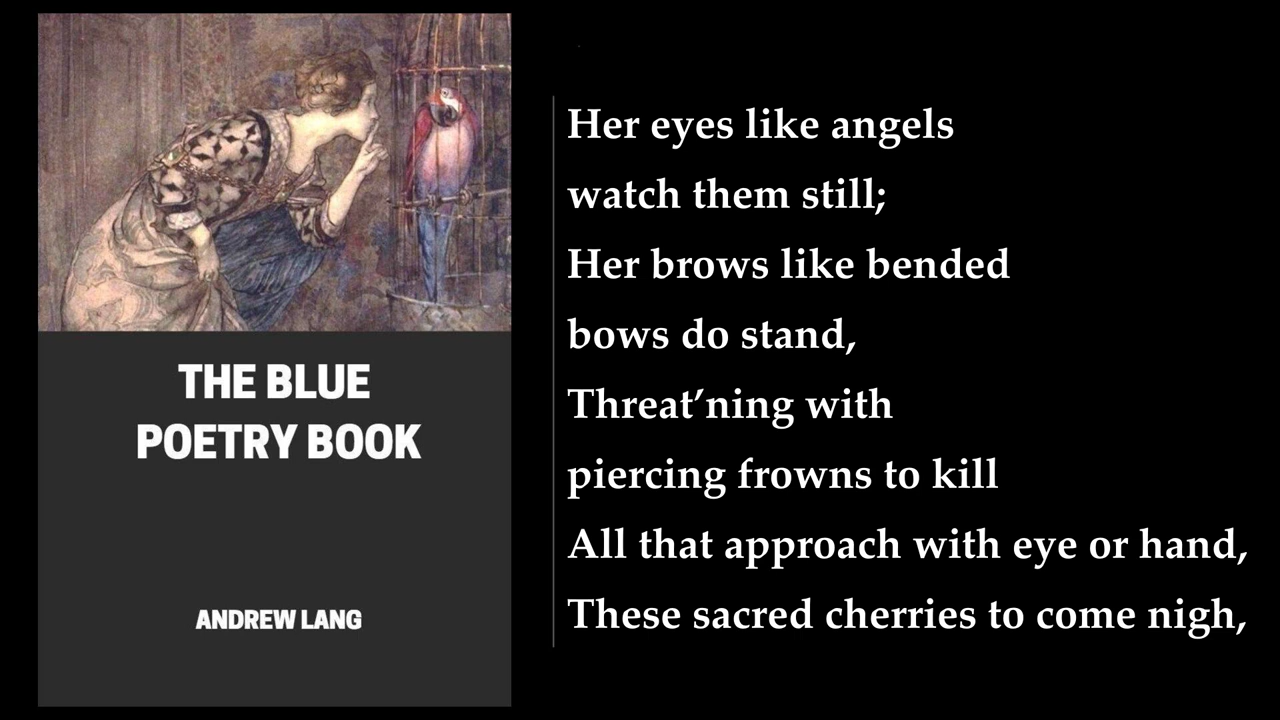 THE BLUE
POETRY BOOK
ANDREW LANG
Her eyes like angels
watch them still;
Her brows like bended
bows do stand,
Threat’ning with
piercing frowns to kill
All that approach with eye or hand,
These sacred cherries to come nigh,